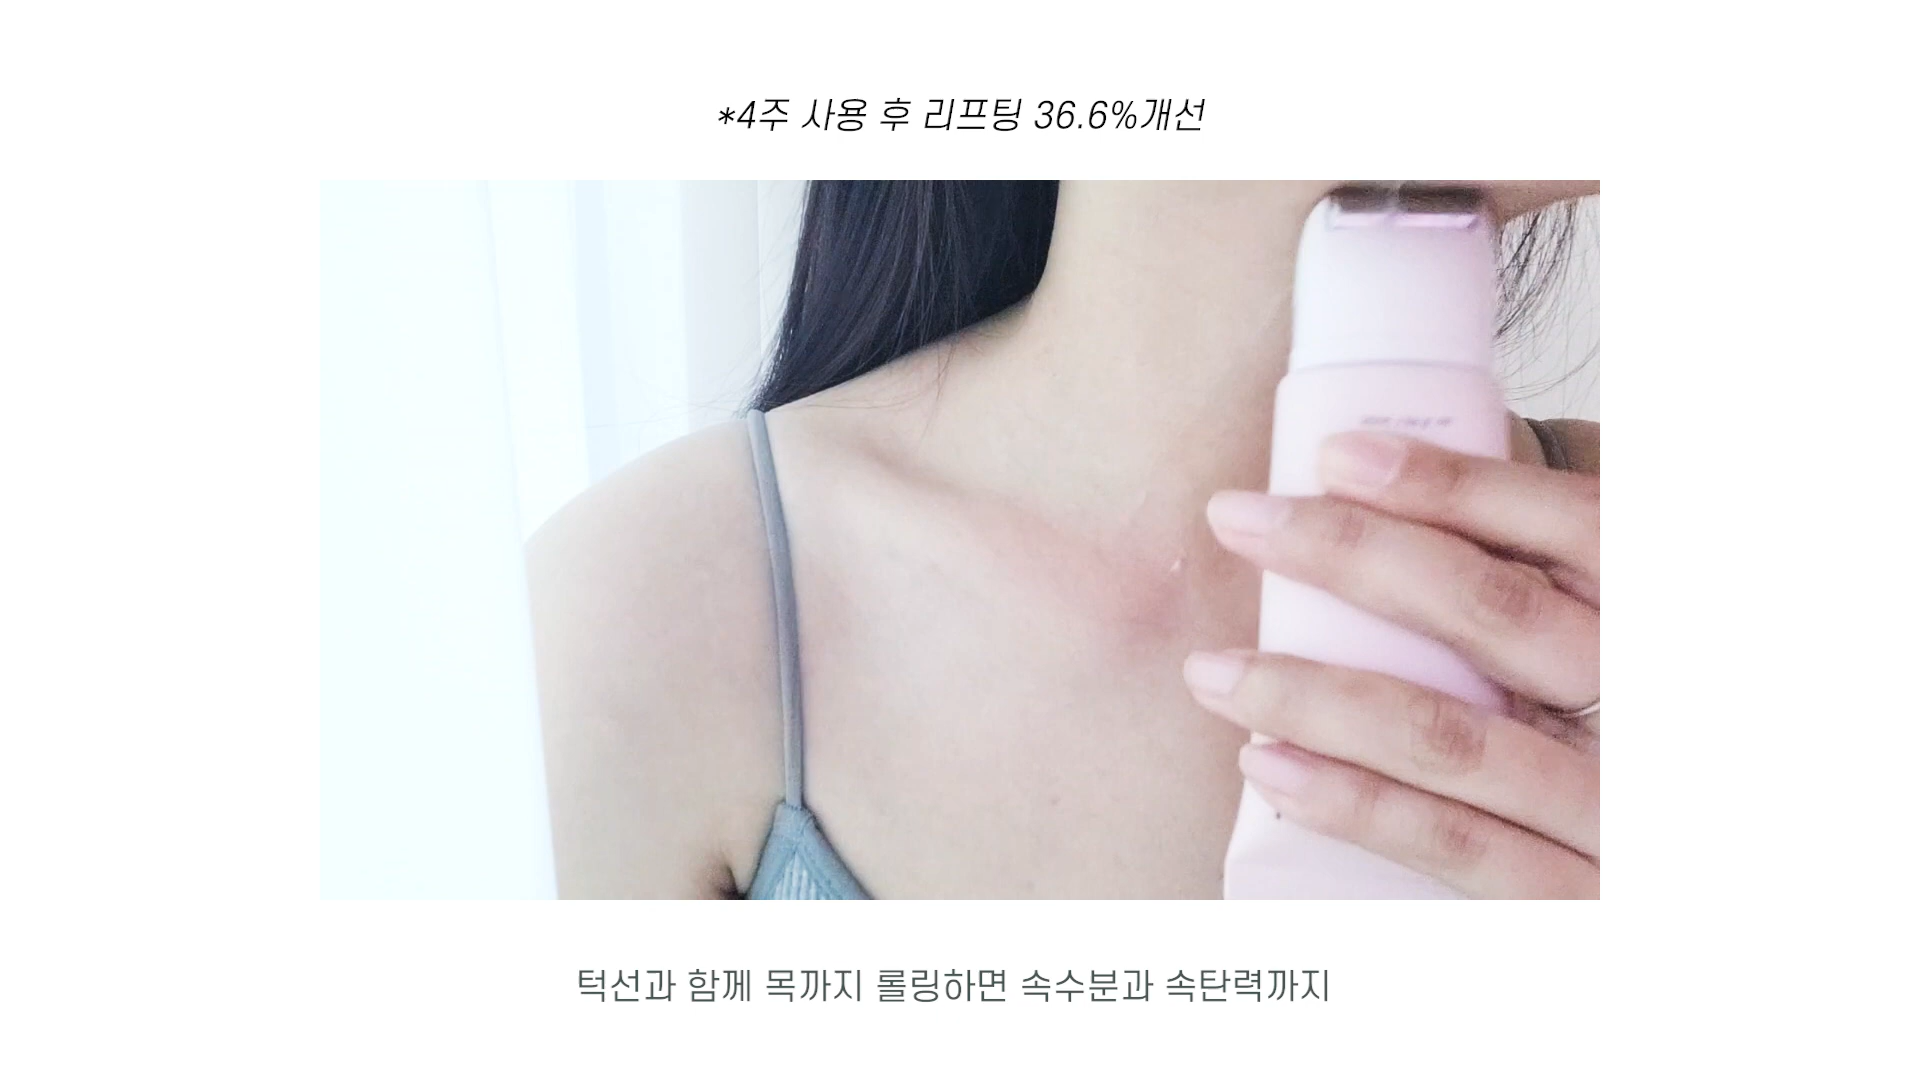 *4주 사용 후 리프팅 36.6%개선
턱선과 함께 목까지 롤링하면 속수분과 속탄력까지